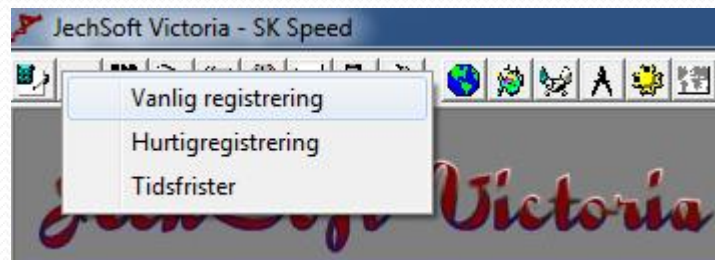 JechSoft Victoria - SK Speed
Vanlig registrering
Hurtigregistrering
Tidsfrister
JechSoft Victoria